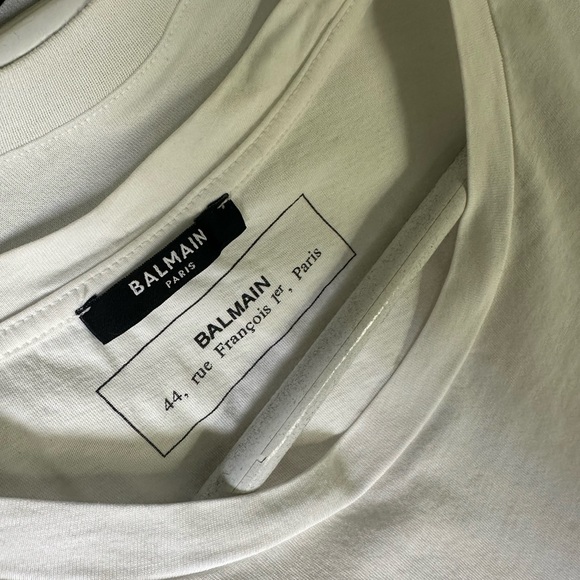 BALMAIN
PARIS
BALMAIN
44, rue François 1er, Paris